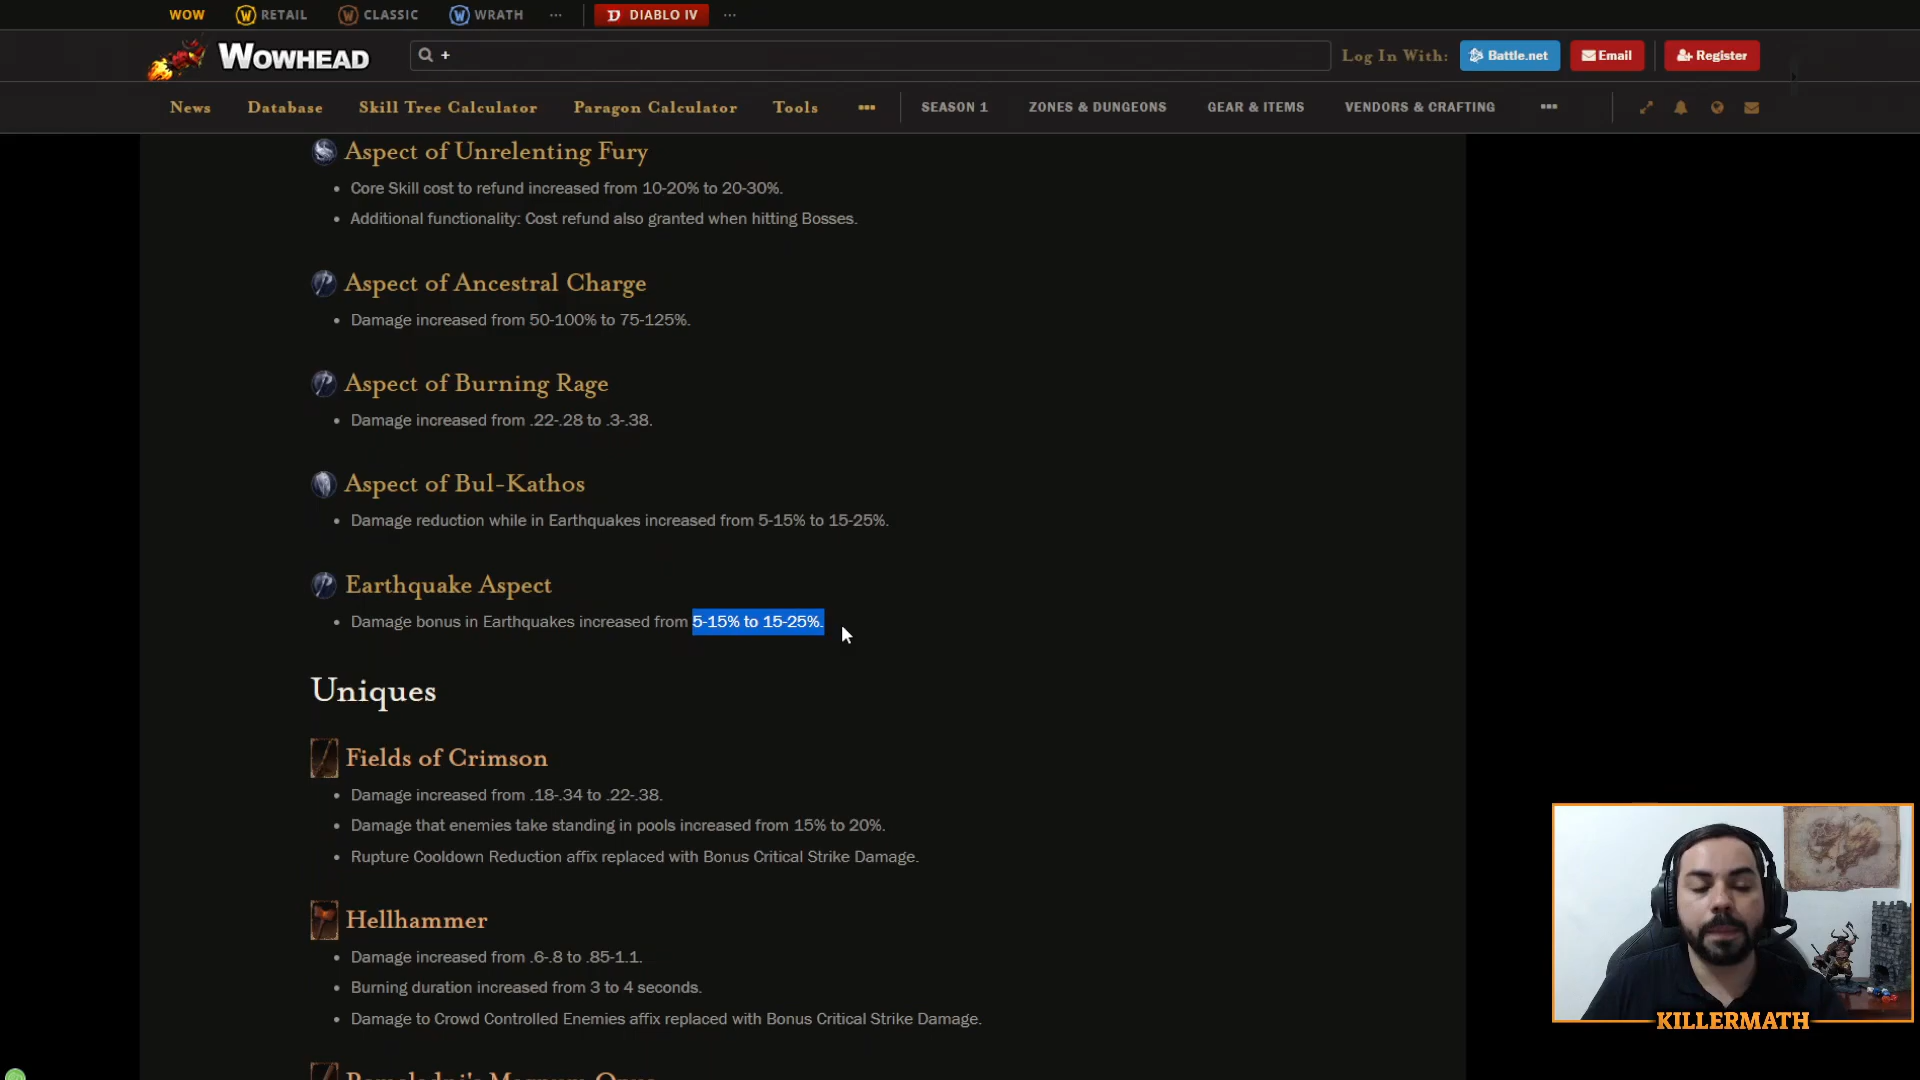 WOW RETAIL CLASSIC WRATH ... DIABLO IV ...
WOWHEAD + Log In With: Battle.net Email Register
News Database Skill Tree Calculator Paragon Calculator Tools ... SEASON 1 ZONES & DUNGEONS GEAR & ITEMS VENDORS & CRAFTING ...
Aspect of Unrelenting Fury
• Core Skill cost to refund increased from 10-20% to 20-30%.
• Additional functionality: Cost refund also granted when hitting Bosses.
Aspect of Ancestral Charge
• Damage increased from 50-100% to 75-125%.
Aspect of Burning Rage
• Damage increased from .22-.28 to .3-.38.
Aspect of Bul-Kathos
• Damage reduction while in Earthquakes increased from 5-15% to 15-25%.
Earthquake Aspect
• Damage bonus in Earthquakes increased from 5-15% to 15-25%.
Uniques
Fields of Crimson
• Damage increased from .18-.34 to .22-.38.
• Damage that enemies take standing in pools increased from 15% to 20%.
• Rupture Cooldown Reduction affix replaced with Bonus Critical Strike Damage.
Hellhammer
• Damage increased from .6-.8 to .85-1.1.
• Burning duration increased from 3 to 4 seconds.
• Damage to Crowd Controlled Enemies affix replaced with Bonus Critical Strike Damage.
KILLERMATH